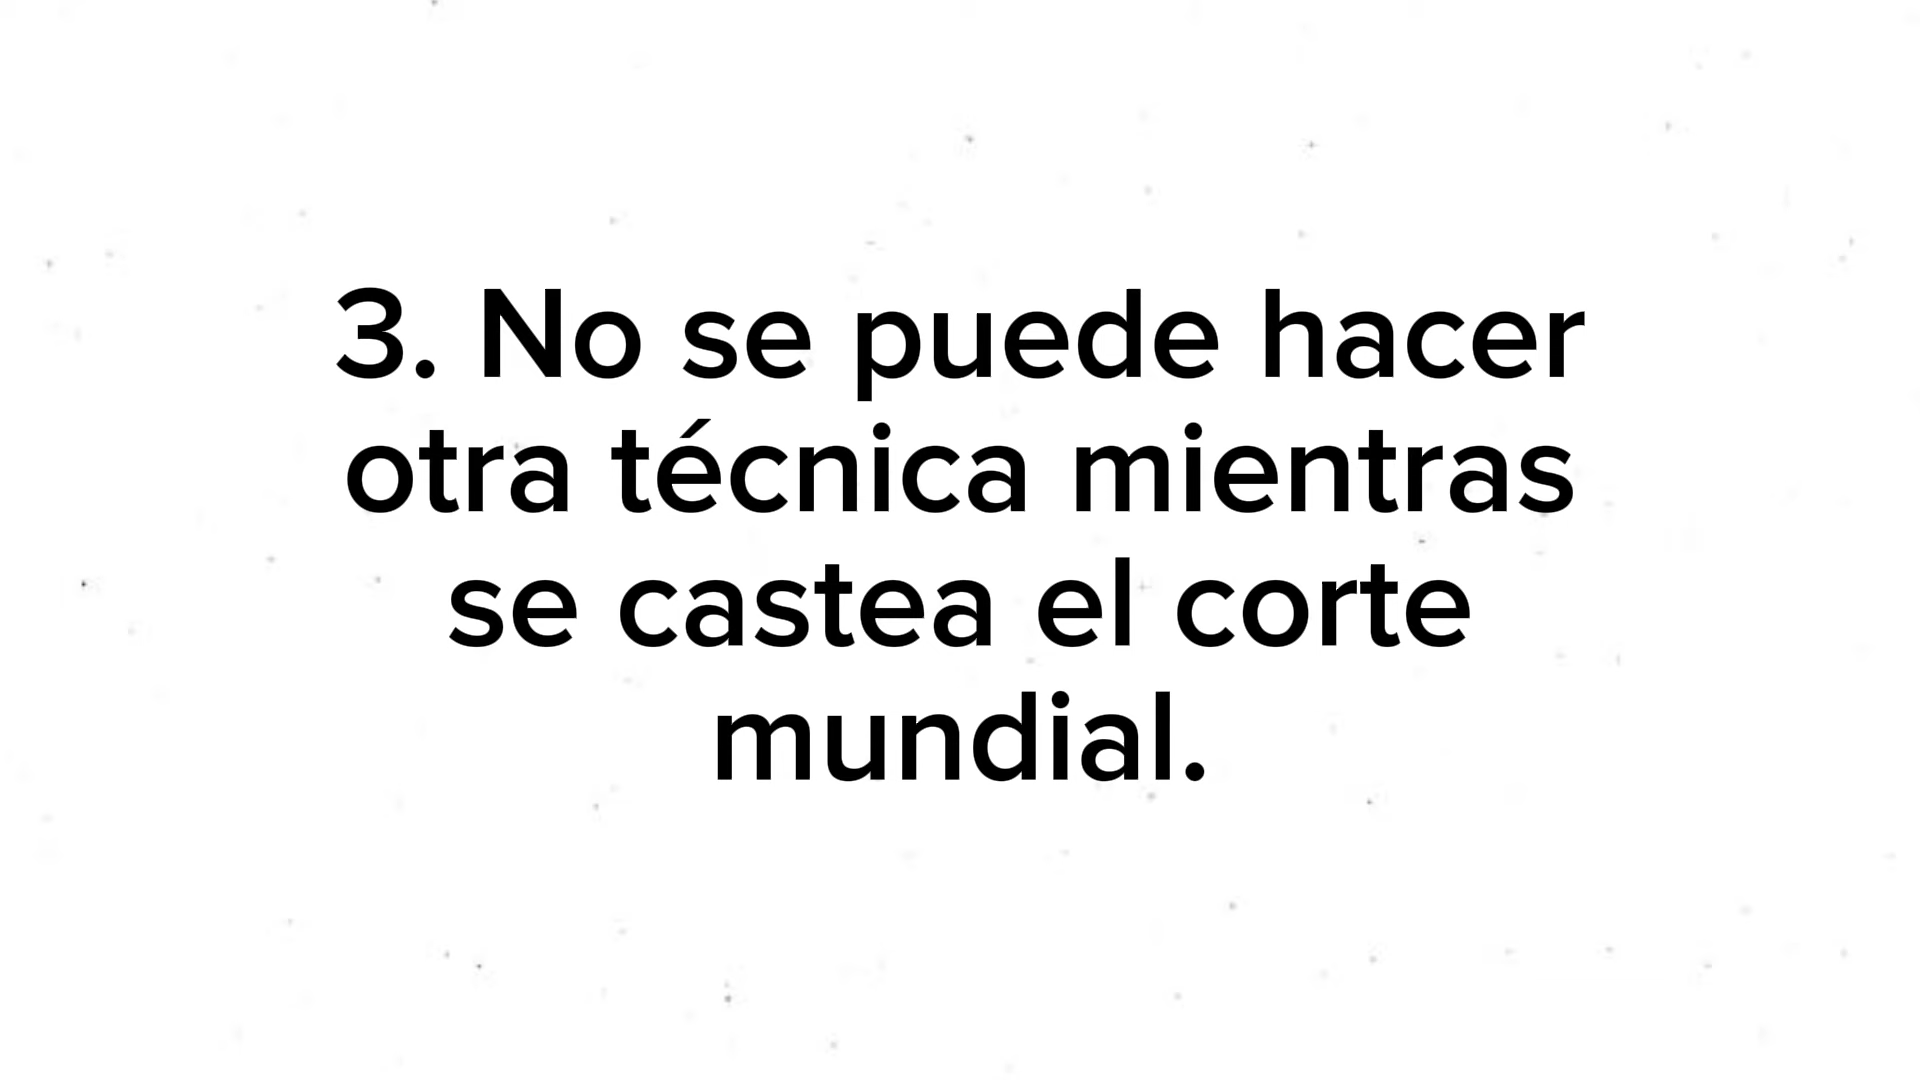 3. No se puede hacer
otra técnica mientras
se castea el corte
mundial.